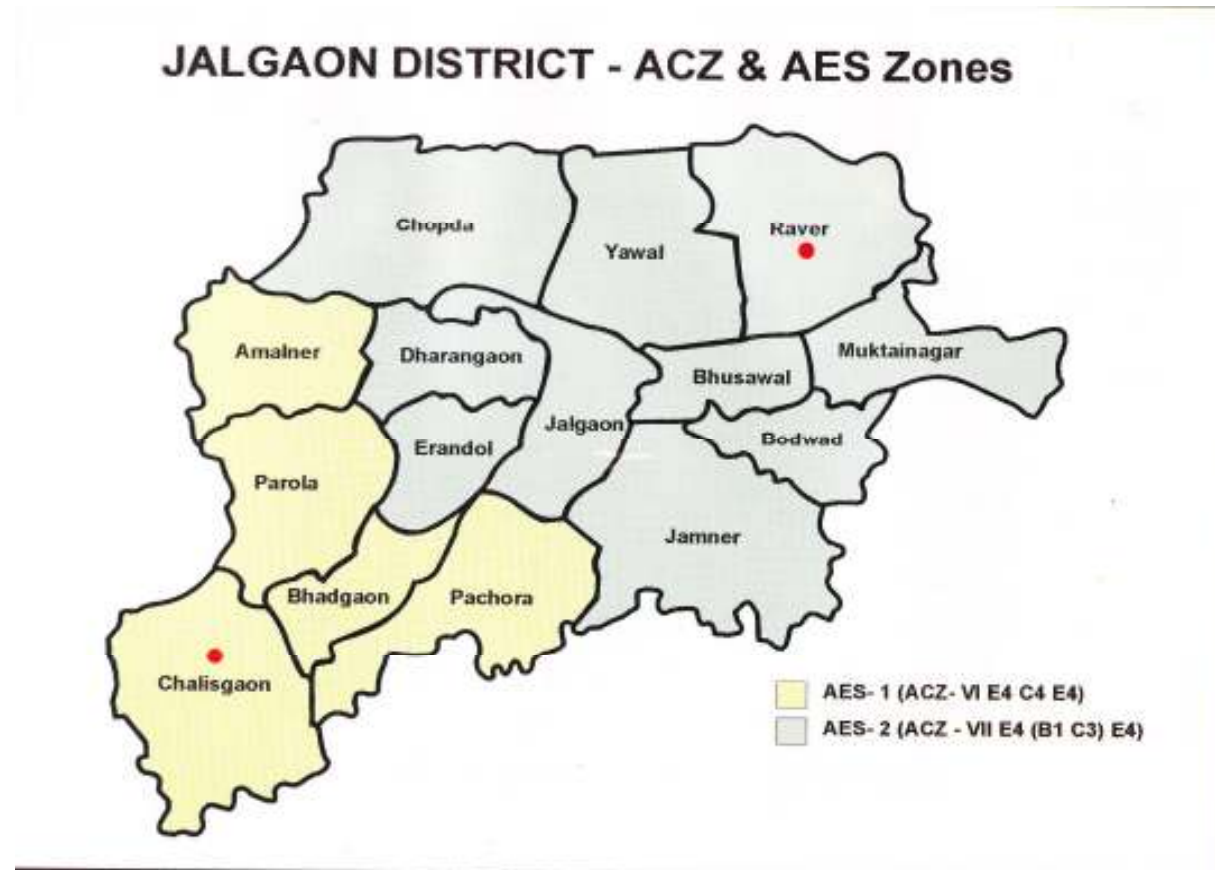 JALGAON DISTRICT - ACZ & AES Zones
Chopda
Yawal
Raver
Amalner
Dharangaon
Bhusawal
Muktainagar
Erandol
Jalgaon
Bodwad
Parola
Jamner
Bhadgaon
Pachora
Chalisgaon
AES- 1 (ACZ- VI E4 C4 E4)
AES- 2 (ACZ - VII E4 (B1 C3) E4)